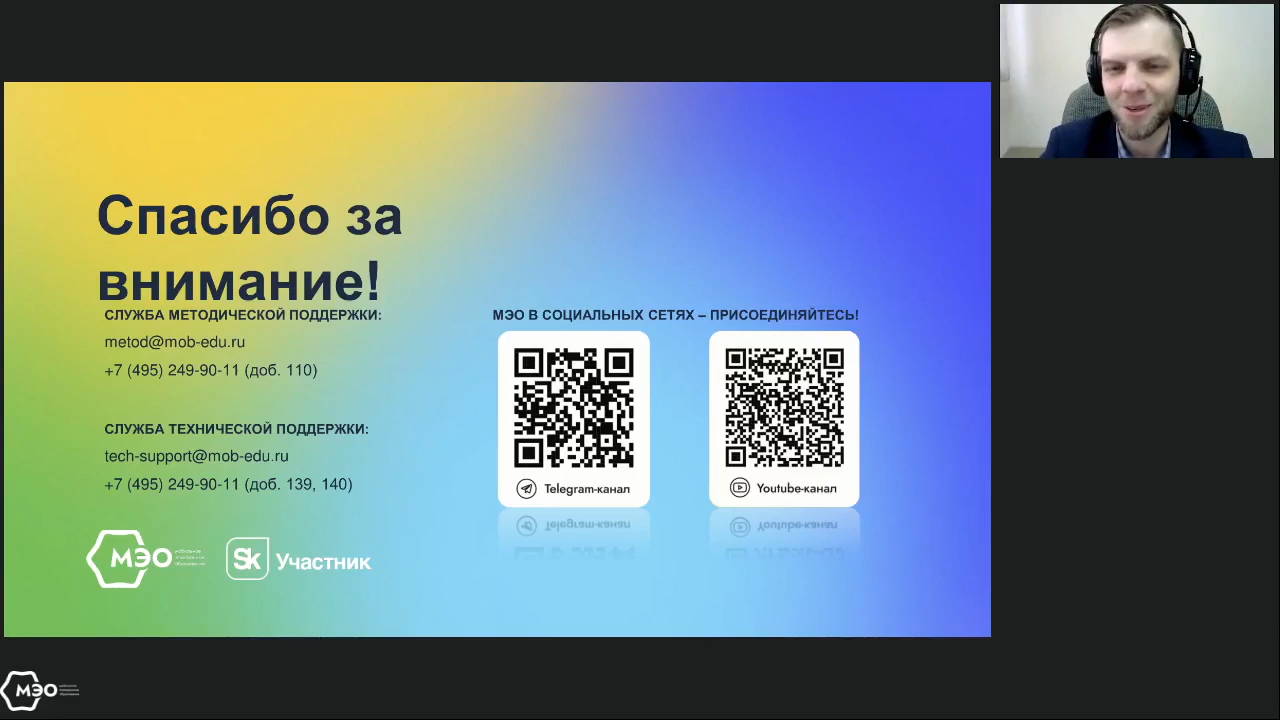 Спасибо за
внимание!
СЛУЖБА МЕТОДИЧЕСКОЙ ПОДДЕРЖКИ:
metod@mob-edu.ru
+7 (495) 249-90-11 (доб. 110)
СЛУЖБА ТЕХНИЧЕСКОЙ ПОДДЕРЖКИ:
tech-support@mob-edu.ru
+7 (495) 249-90-11 (доб. 139, 140)
МЭО В СОЦИАЛЬНЫХ СЕТЯХ – ПРИСОЕДИНЯЙТЕСЬ!
Telegram-канал
Youtube-канал
МЭО
Sk Участник
МЭО